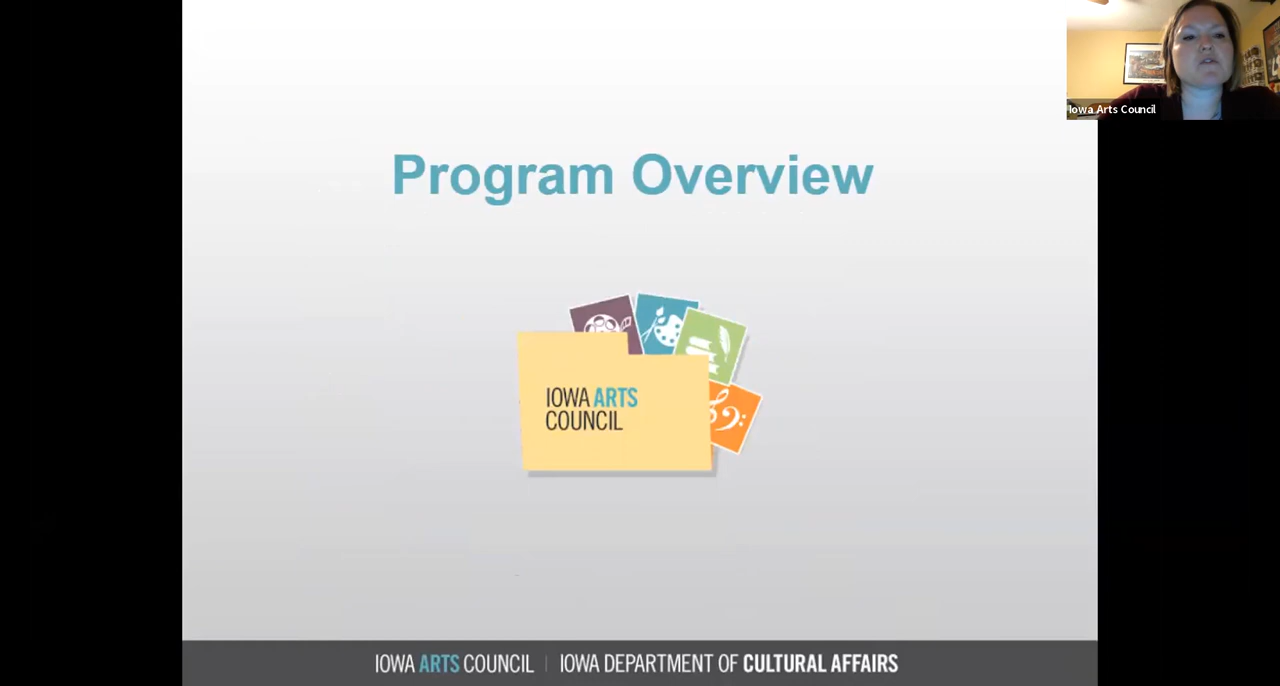 Iowa Arts Council
Program Overview
IOWA ARTS
COUNCIL
IOWA ARTS COUNCIL | IOWA DEPARTMENT OF CULTURAL AFFAIRS